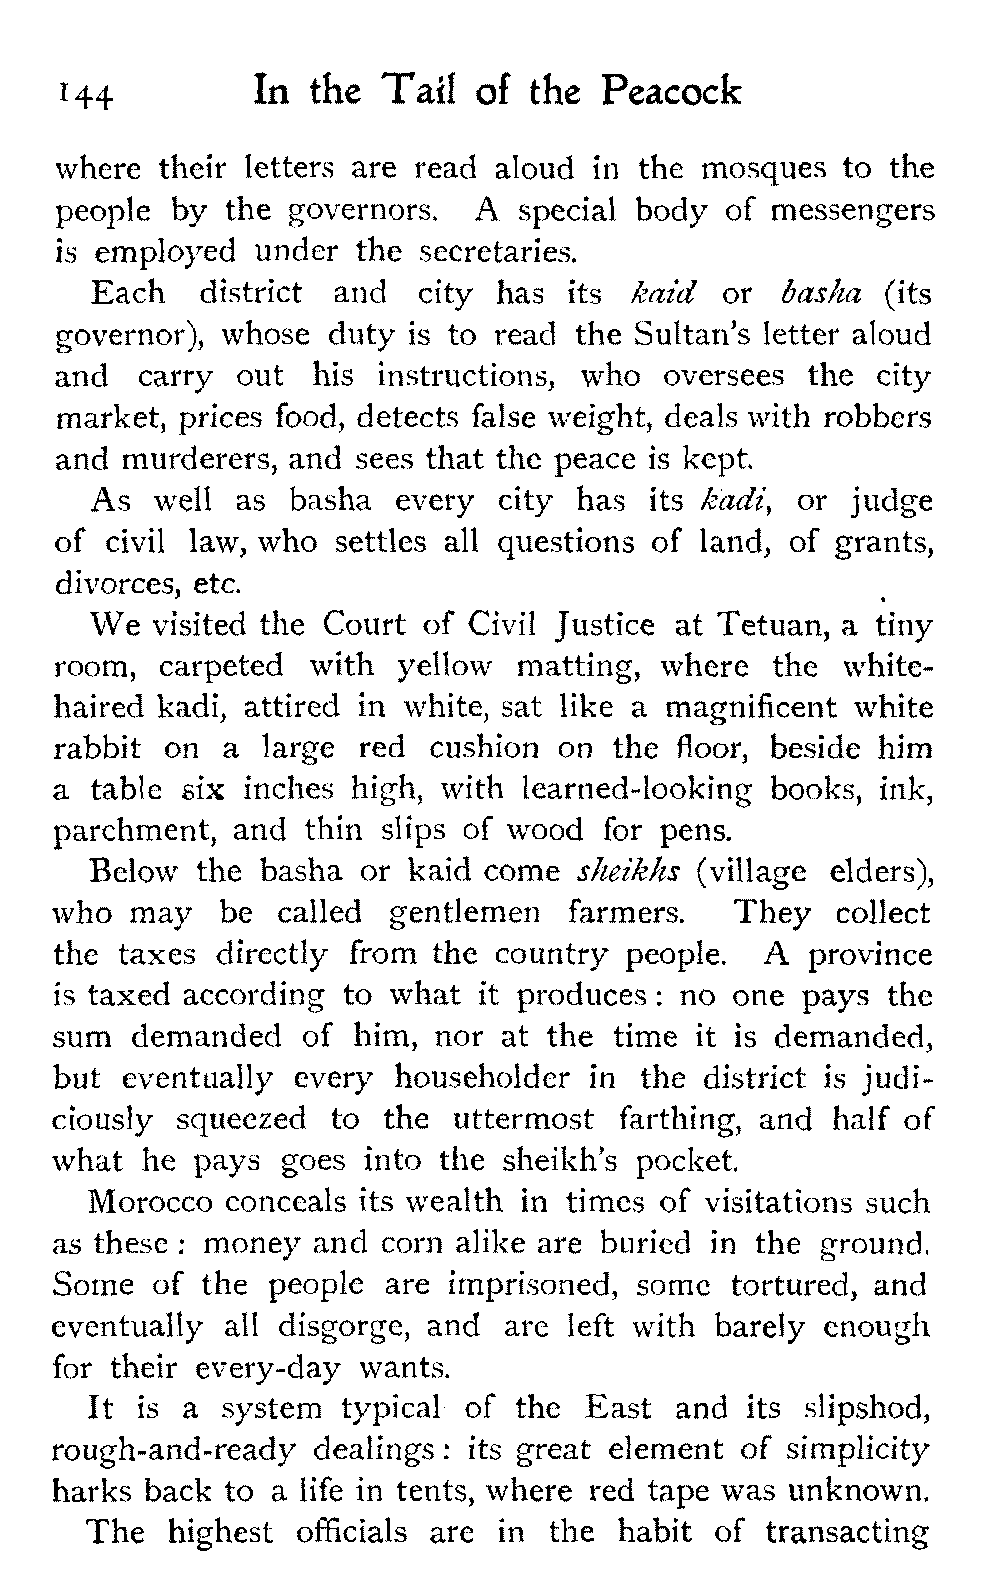 144 In the Tail of the Peacock
where their letters are read aloud in the mosques to the
people by the governors. A special body of messengers
is employed under the secretaries.
Each district and city has its kaid or basha (its
governor), whose duty is to read the Sultan's letter aloud
and carry out his instructions, who oversees the city
market, prices food, detects false weight, deals with robbers
and murderers, and sees that the peace is kept.
As well as basha every city has its kadi, or judge
of civil law, who settles all questions of land, of grants,
divorces, etc.
We visited the Court of Civil Justice at Tetuan, a tiny
room, carpeted with yellow matting, where the white-
haired kadi, attired in white, sat like a magnificent white
rabbit on a large red cushion on the floor, beside him
a table six inches high, with learned-looking books, ink,
parchment, and thin slips of wood for pens.
Below the basha or kaid come sheikhs (village elders),
who may be called gentlemen farmers. They collect
the taxes directly from the country people. A province
is taxed according to what it produces: no one pays the
sum demanded of him, nor at the time it is demanded,
but eventually every householder in the district is judi-
ciously squeezed to the uttermost farthing, and half of
what he pays goes into the sheikh's pocket.
Morocco conceals its wealth in times of visitations such
as these: money and corn alike are buried in the ground.
Some of the people are imprisoned, some tortured, and
eventually all disgorge, and are left with barely enough
for their every-day wants.
It is a system typical of the East and its slipshod,
rough-and-ready dealings: its great element of simplicity
harks back to a life in tents, where red tape was unknown.
The highest officials are in the habit of transacting